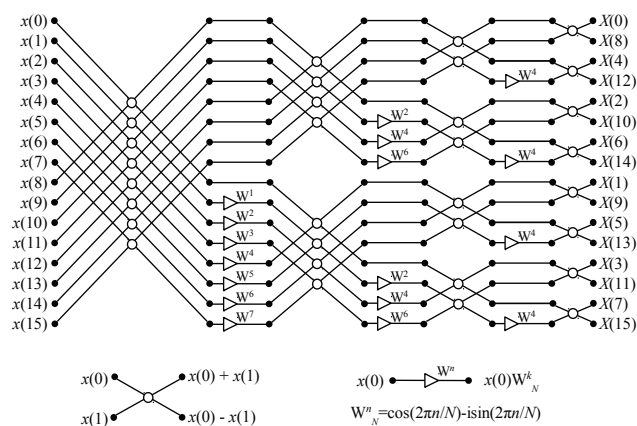 x(0) X(0)
x(1) X(8)
x(2) X(4)
x(3) W⁴ X(12)
x(4) X(2)
x(5) W² X(10)
x(6) W⁴ X(6)
x(7) W⁶ W⁴ X(14)
x(8) X(1)
x(9) W¹ X(9)
x(10) W² X(5)
x(11) W³ W⁴ X(13)
x(12) W⁴ X(3)
x(13) W⁵ W² X(11)
x(14) W⁶ W⁴ X(7)
x(15) W⁷ W⁶ W⁴ X(15)
x(0) x(0) + x(1)
x(1) x(0) - x(1)
x(0) Wⁿ x(0)W^k_N
W^n_N=cos(2πn/N)-isin(2πn/N)